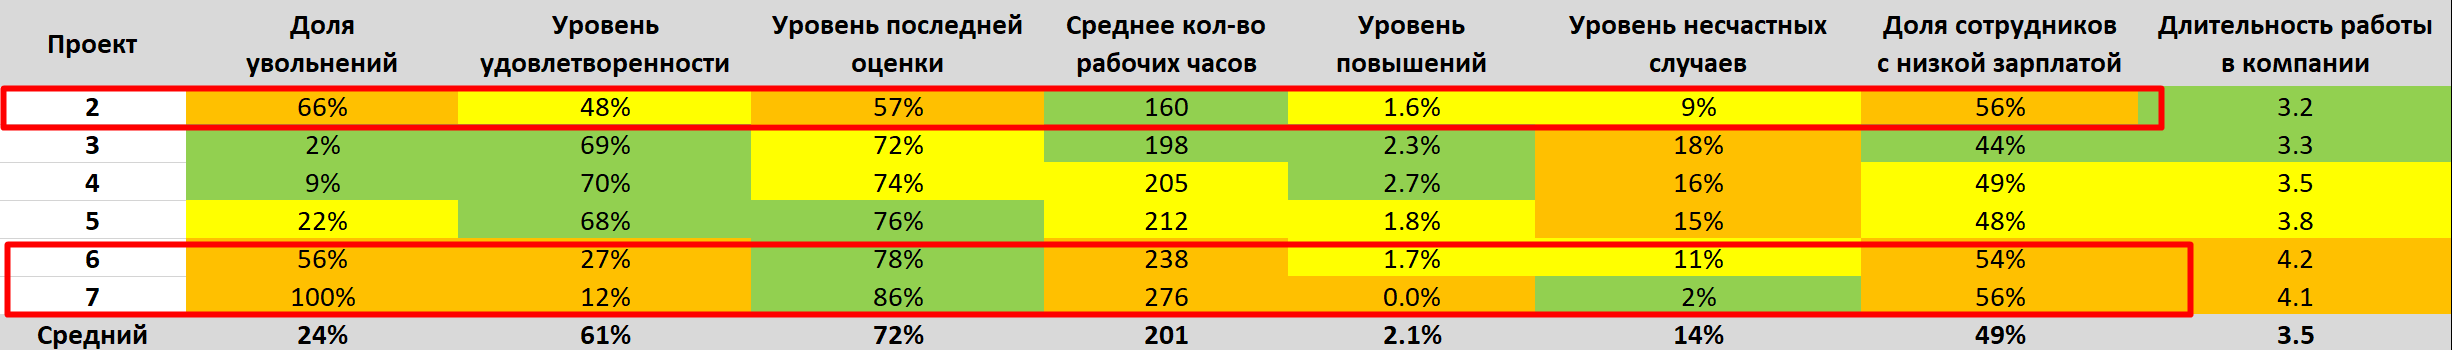 Проект Доля увольнений Уровень удовлетворенности Уровень последней оценки Среднее кол-во рабочих часов Уровень повышений Уровень несчастных случаев Доля сотрудников с низкой зарплатой Длительность работы в компании
2 66% 48% 57% 160 1.6% 9% 56% 3.2
3 2% 69% 72% 198 2.3% 18% 44% 3.3
4 9% 70% 74% 205 2.7% 16% 49% 3.5
5 22% 68% 76% 212 1.8% 15% 48% 3.8
6 56% 27% 78% 238 1.7% 11% 54% 4.2
7 100% 12% 86% 276 0.0% 2% 56% 4.1
Средний 24% 61% 72% 201 2.1% 14% 49% 3.5